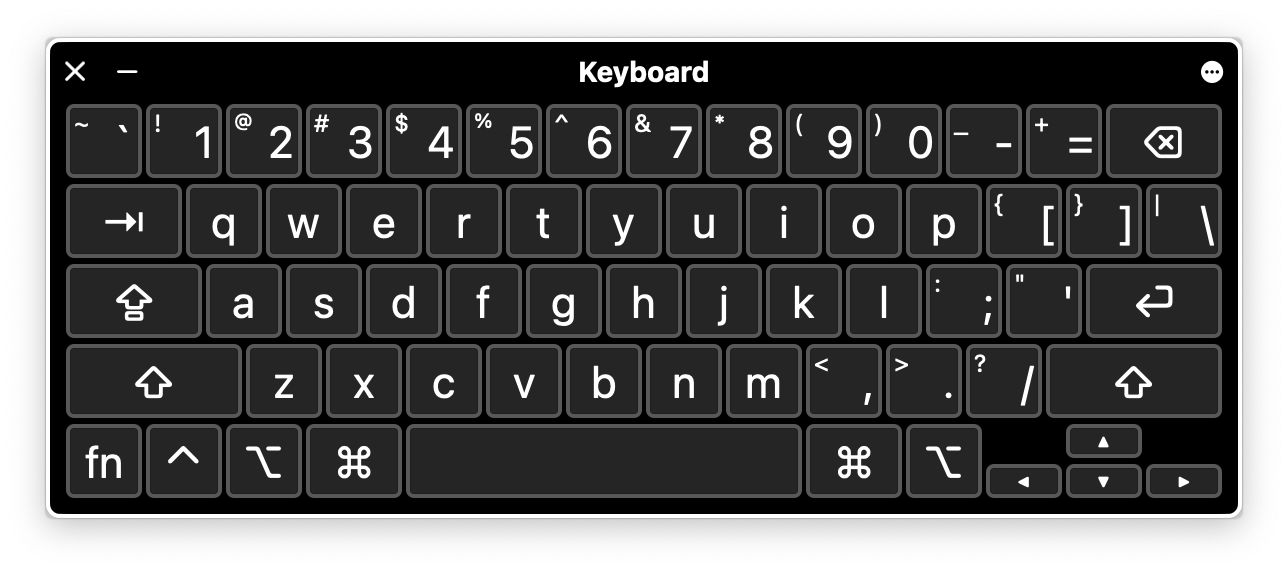 Keyboard
~ ` ! 1 @ 2 # 3 $ 4 % 5 ^ 6 & 7 * 8 ( 9 ) 0 _ - + = ⌫
⇥ q w e r t y u i o p { [ } ] | \
⇪ a s d f g h j k l : ; " ' ↩
⇧ z x c v b n m < , > . ? / ⇧
fn ^ ⌥ ⌘ ⌘ ⌥ ◀ ▲ ▼ ▶